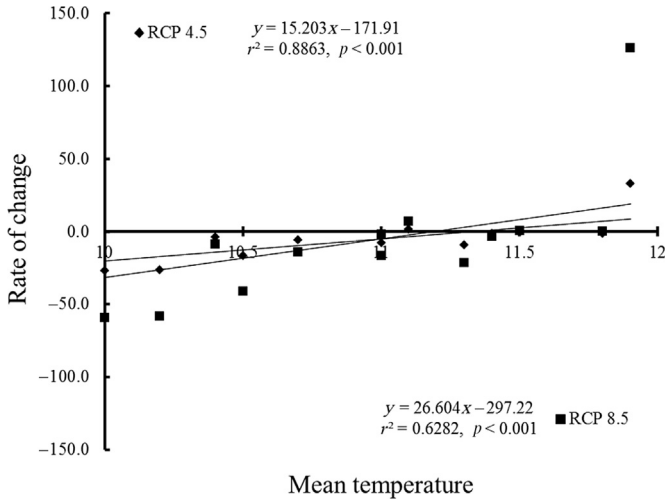 150.0
RCP 4.5
y = 15.203x – 171.91
r² = 0.8863, p < 0.001
100.0
50.0
0.0
10
10.5
11
11.5
12
–50.0
–100.0
–150.0
Rate of change
y = 26.604x – 297.22
r² = 0.6282, p < 0.001
RCP 8.5
Mean temperature